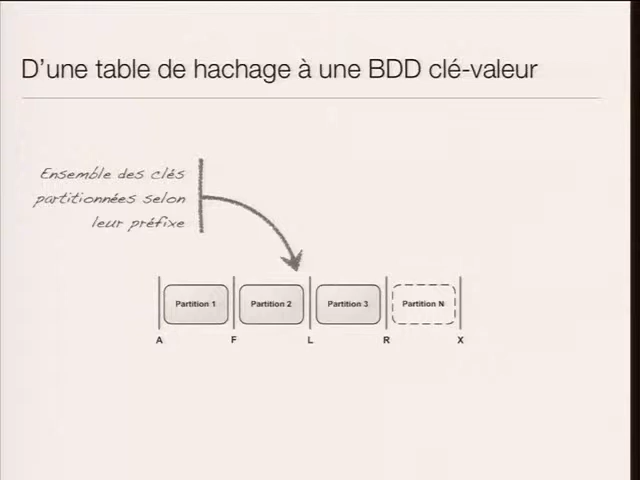 D'une table de hachage à une BDD clé-valeur
Ensemble des clés
partitionnées selon
leur préfixe
Partition 1 Partition 2 Partition 3 Partition N
A F L R X